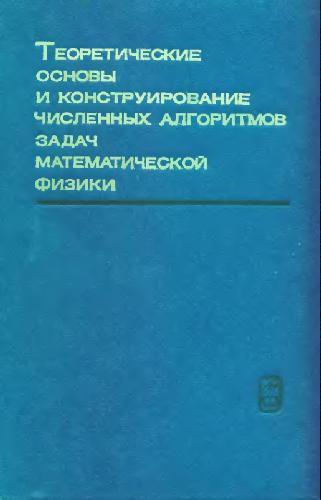 Теоретические
основы
и конструирование
численных алгоритмов
задач
математической
физики